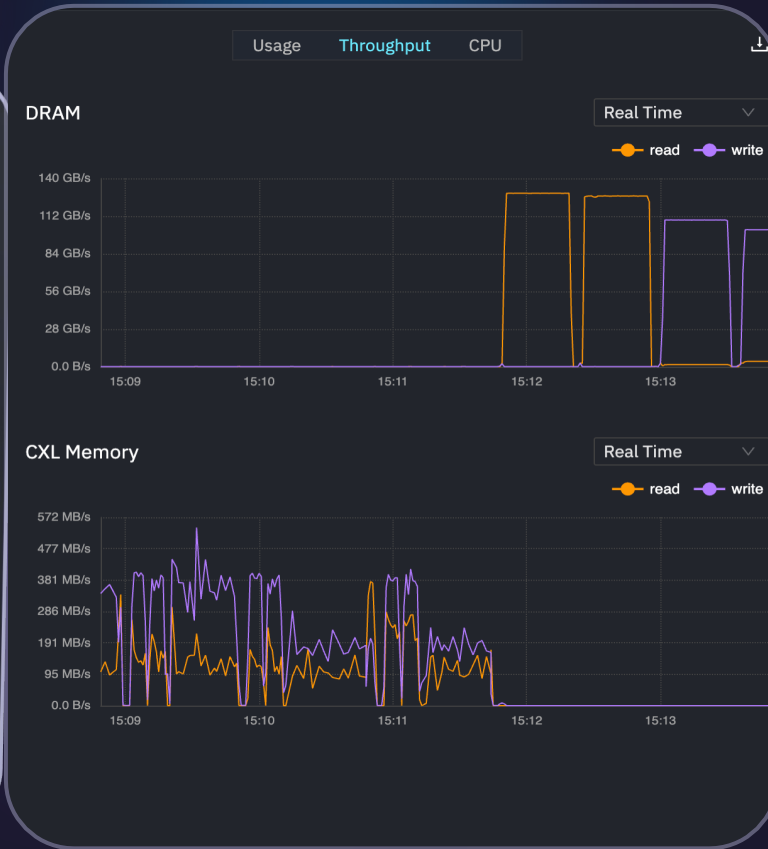 Usage Throughput CPU
DRAM
Real Time
read write
140 GB/s
112 GB/s
84 GB/s
56 GB/s
28 GB/s
0.0 B/s
15:09 15:10 15:11 15:12 15:13
CXL Memory
Real Time
read write
572 MB/s
477 MB/s
381 MB/s
286 MB/s
191 MB/s
95 MB/s
0.0 B/s
15:09 15:10 15:11 15:12 15:13